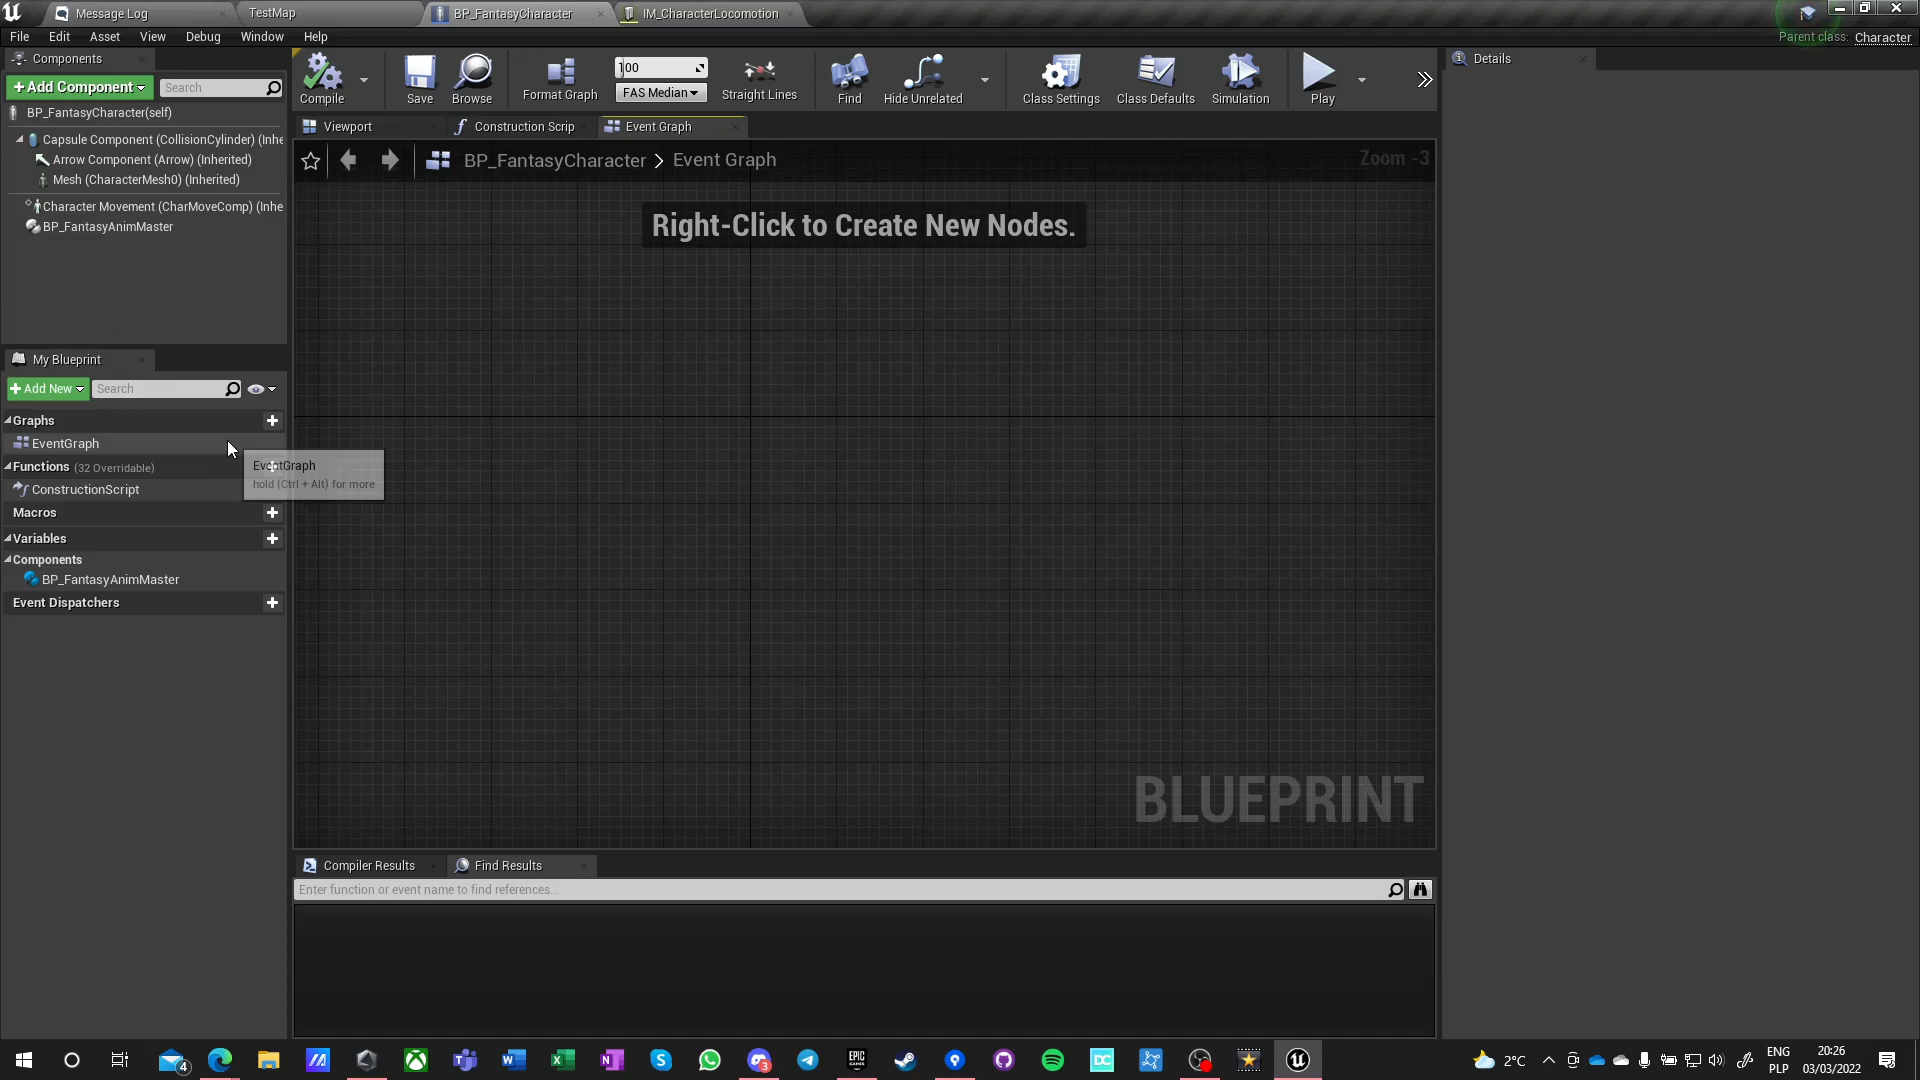 Message Log
TestMap
BP_FantasyCharacter
IM_CharacterLocomotion
File Edit Asset View Debug Window Help
Parent class: Character
Components
+Add Component
Search
BP_FantasyCharacter(self)
Capsule Component (CollisionCylinder) (Inhe
Arrow Component (Arrow) (Inherited)
Mesh (CharacterMesh0) (Inherited)
Character Movement (CharMoveComp) (Inhe
BP_FantasyAnimMaster
Compile
Save
Browse
Format Graph
100
FAS Median
Straight Lines
Find
Hide Unrelated
Class Settings
Class Defaults
Simulation
Play
Details
Viewport
Construction Scrip
Event Graph
BP_FantasyCharacter > Event Graph
Zoom -3
Right-Click to Create New Nodes.
My Blueprint
+Add New
Search
Graphs
EventGraph
Functions (32 Overridable)
ConstructionScript
Macros
Variables
Components
BP_FantasyAnimMaster
Event Dispatchers
EventGraph
hold (Ctrl + Alt) for more
BLUEPRINT
Compiler Results
Find Results
Enter function or event name to find references...
4
W
X
N
S
3
EPIC
GAMES
DC
2°C
ENG
PLP
20:26
03/03/2022